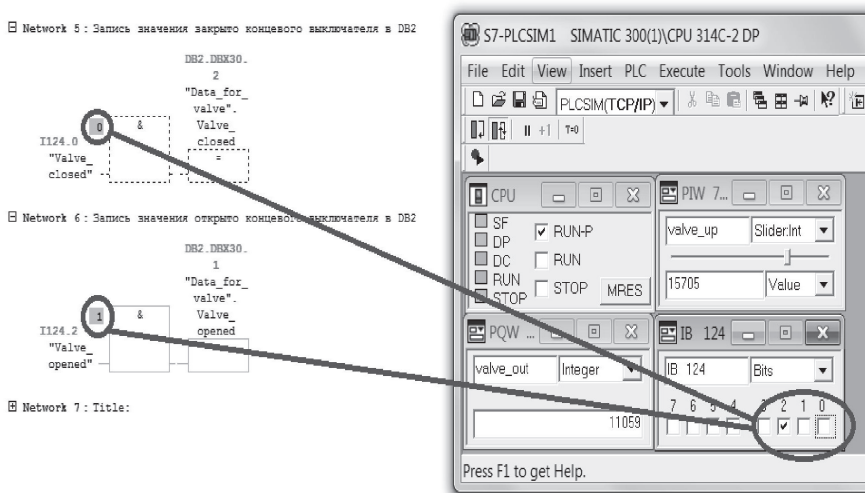 Network 5 : Запись значения закрыто концевого выключателя в DB2
DB2.DBX30.
2
"Data_for_
valve".
Valve_
closed
0
&
I124.0
"Valve_
closed"
=
Network 6 : Запись значения открыто концевого выключателя в DB2
DB2.DBX30.
1
"Data_for_
valve".
Valve_
opened
1
&
I124.2
"Valve_
opened"
Network 7 : Title:
S7-PLCSIM1 SIMATIC 300(1)\CPU 314C-2 DP
File Edit View Insert PLC Execute Tools Window Help
PLCSIM(TCP/IP)
+1 T=0
CPU
SF
DP
DC
RUN
STOP
RUN-P
RUN
STOP
MRES
PIW 7...
valve_up Slider:Int
15705 Value
PQW ...
valve_out Integer
11059
IB 124
IB 124 Bits
7 6 5 4 3 2 1 0
Press F1 to get Help.